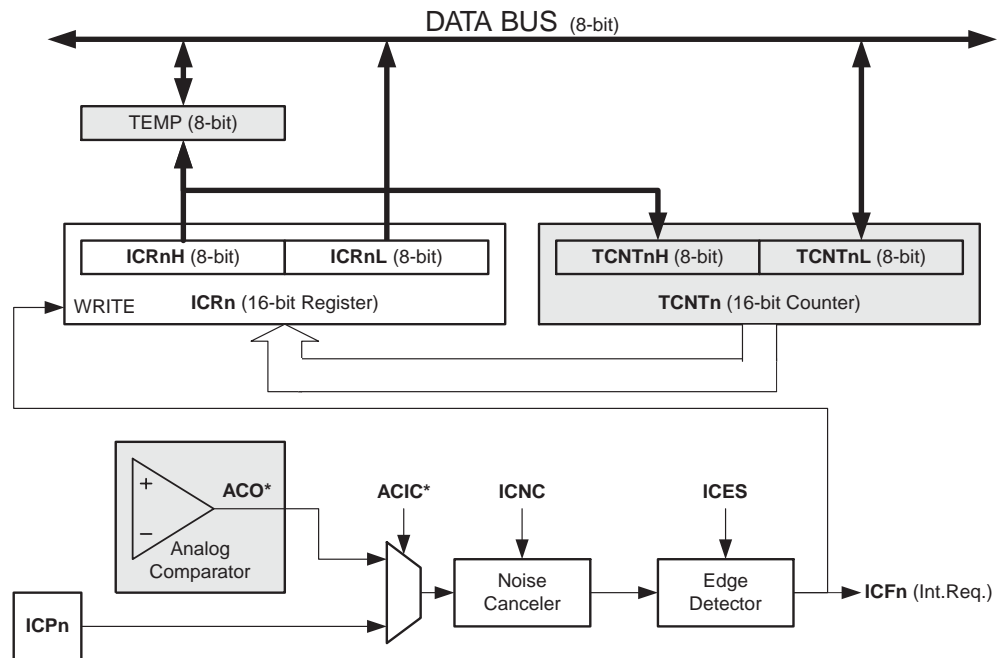 DATA BUS (8-bit)
TEMP (8-bit)
ICRnH (8-bit) ICRnL (8-bit)
TCNTnH (8-bit) TCNTnL (8-bit)
WRITE
ICRn (16-bit Register)
TCNTn (16-bit Counter)
+
−
ACO*
Analog
Comparator
ACIC*
ICNC
ICES
Noise
Canceler
Edge
Detector
ICFn (Int.Req.)
ICPn